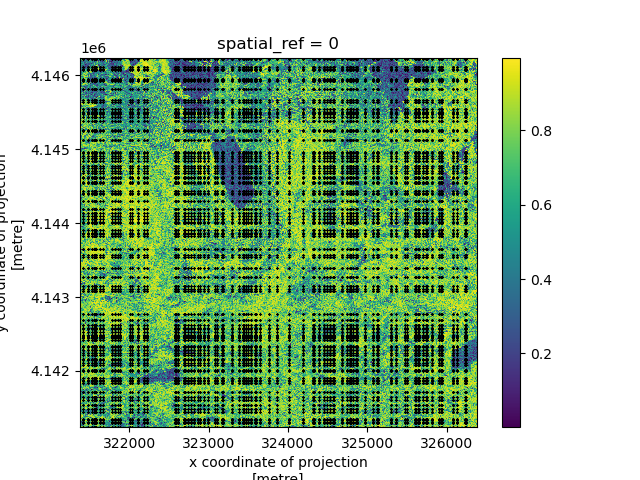 spatial_ref = 0
1e6
4.146
4.145
4.144
4.143
4.142
y coordinate of projection
[metre]
322000 323000 324000 325000 326000
x coordinate of projection
[metre]
0.8
0.6
0.4
0.2